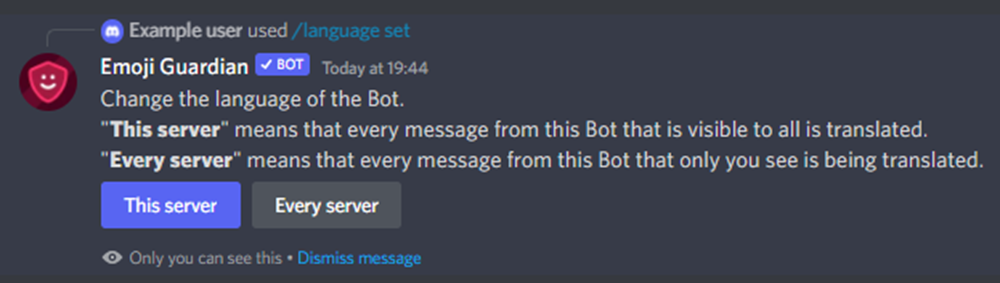 Example user used /language set
Emoji Guardian ✓ BOT Today at 19:44
Change the language of the Bot.
"This server" means that every message from this Bot that is visible to all is translated.
"Every server" means that every message from this Bot that only you see is being translated.
This server Every server
Only you can see this • Dismiss message